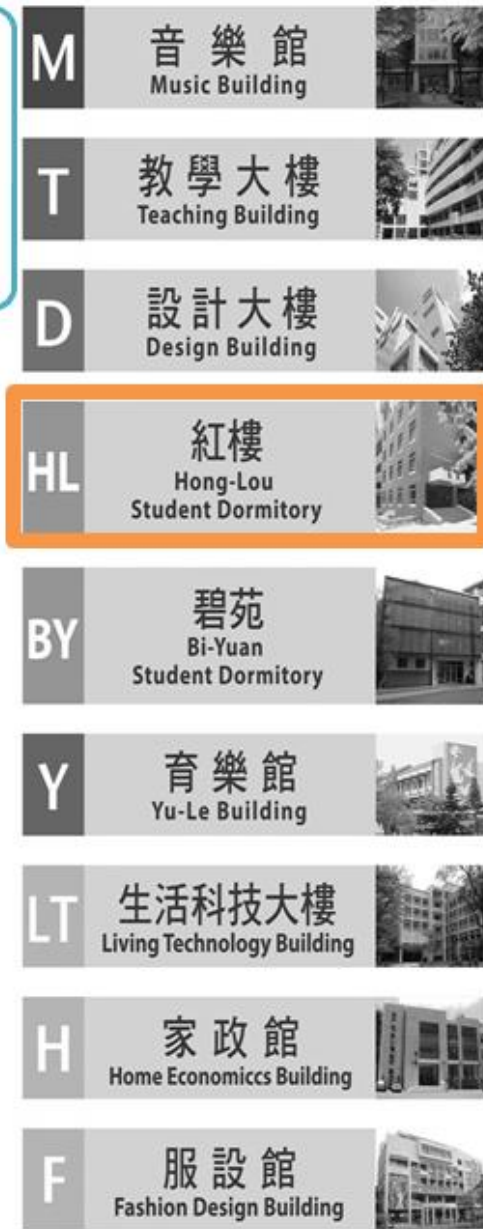 M
音樂館
Music Building
T
教學大樓
Teaching Building
D
設計大樓
Design Building
HL
紅樓
Hong-Lou
Student Dormitory
BY
碧苑
Bi-Yuan
Student Dormitory
Y
育樂館
Yu-Le Building
LT
生活科技大樓
Living Technology Building
H
家政館
Home Economiccs Building
F
服設館
Fashion Design Building